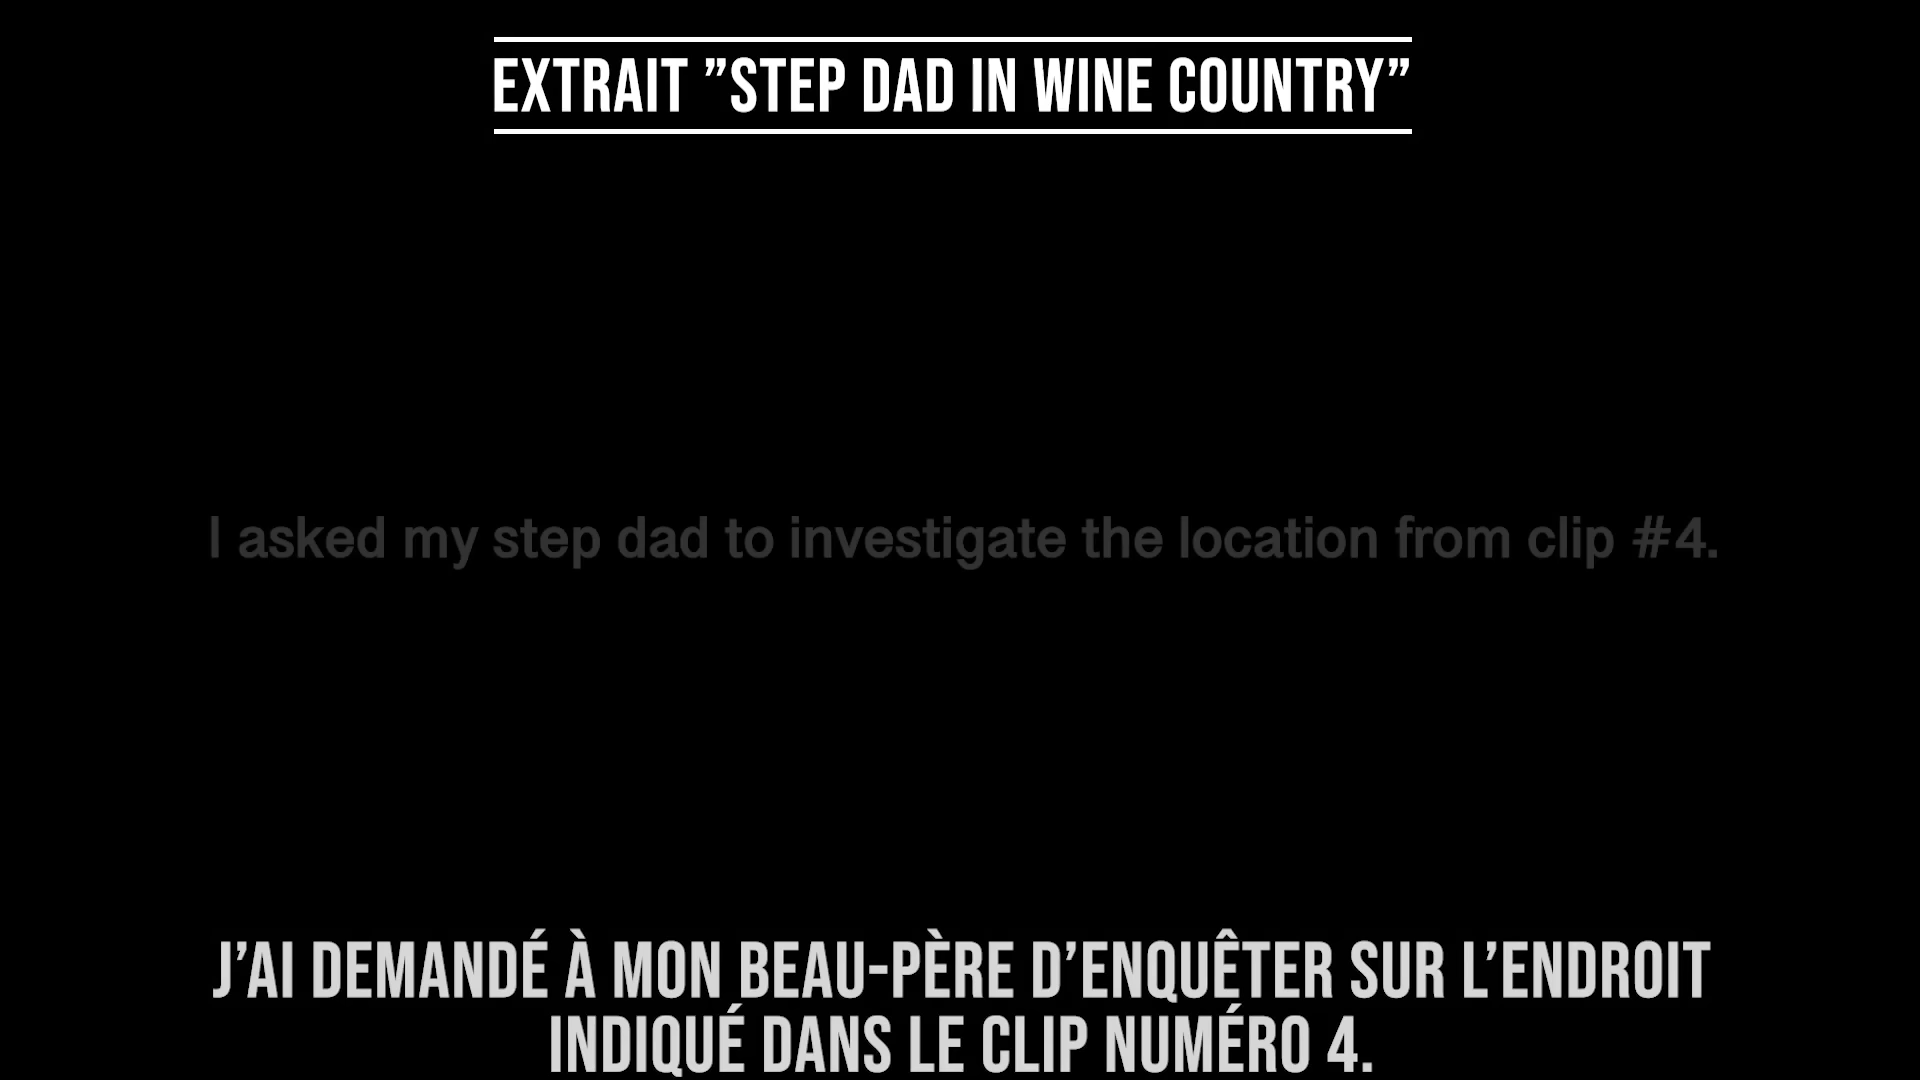 EXTRAIT ”STEP DAD IN WINE COUNTRY”
I asked my step dad to investigate the location from clip #4.
J’AI DEMANDÉ À MON BEAU-PÈRE D’ENQUÊTER SUR L’ENDROIT
INDIQUÉ DANS LE CLIP NUMÉRO 4.